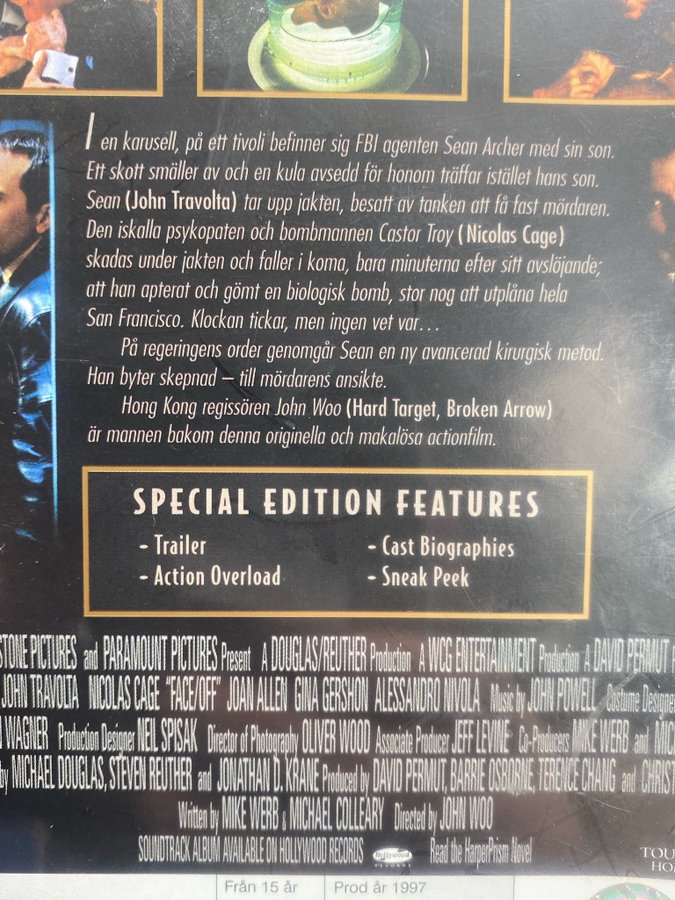 I en karusell, på ett tivoli befinner sig FBI agenten Sean Archer med sin son.
Ett skott smäller av och en kula avsedd för honom träffar istället hans son.
Sean (John Travolta) tar upp jakten, besatt av tanken att få fast mördaren.
Den iskalla psykopaten och bombmannen Castor Troy (Nicolas Cage)
skadas under jakten och faller i koma, bara minuterna efter sitt avslöjande;
att han apterat och gömt en biologisk bomb, stor nog att utplåna hela
San Francisco. Klockan tickar, men ingen vet var...
På regeringens order genomgår Sean en ny avancerad kirurgisk metod.
Han byter skepnad – till mördarens ansikte.
Hong Kong regissören John Woo (Hard Target, Broken Arrow)
är mannen bakom denna originella och makalösa actionfilm.
SPECIAL EDITION FEATURES
- Trailer
- Action Overload
- Cast Biographies
- Sneak Peek
STONE PICTURES and PARAMOUNT PICTURES Present A DOUGLAS/REUTHER Production A WCG ENTERTAINMENT Production A DAVID PERMUT
JOHN TRAVOLTA NICOLAS CAGE "FACE/OFF" JOAN ALLEN GINA GERSHON ALESSANDRO NIVOLA Music by JOHN POWELL Costume Designer
WAGNER Production Designer NEIL SPISAK Director of Photography OLIVER WOOD Associate Producer JEFF LEVINE Co-Producers MIKE WERB and MIC
by MICHAEL DOUGLAS, STEVEN REUTHER and JONATHAN D. KRANE Produced by DAVID PERMUT, BARRIE OSBORNE, TERENCE CHANG and CHRIST
Written by MIKE WERB & MICHAEL COLLEARY Directed by JOHN WOO
SOUNDTRACK ALBUM AVAILABLE ON HOLLYWOOD RECORDS Hollywood RECORDS Read the HarperPrism Novel
TOU
HO
Från 15 år Prod år 1997